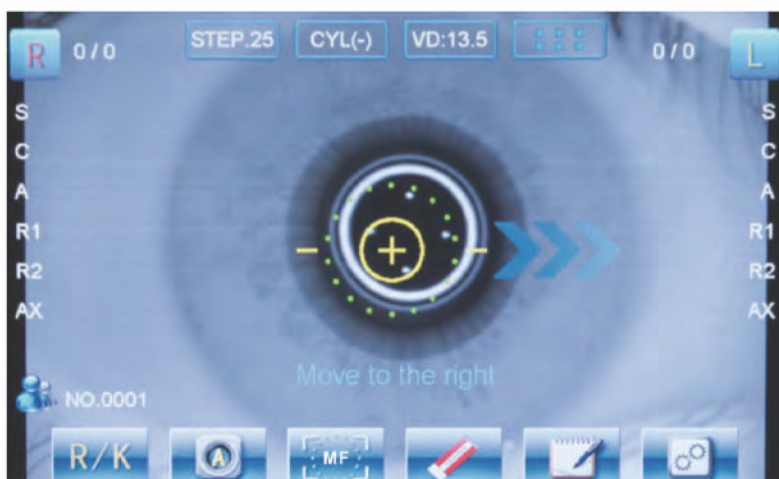 R 0/0 STEP.25 CYL(-) VD:13.5 0/0 L
S S
C C
A A
R1 R1
R2 R2
AX AX
Move to the right
NO.0001
R/K A MF